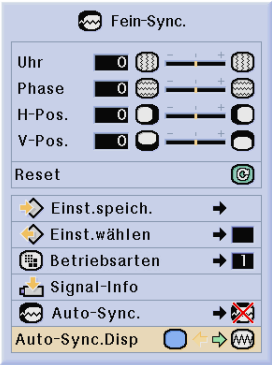 Fein-Sync.
Uhr 0 - +
Phase 0 - +
H-Pos. 0 - +
V-Pos. 0 - +
Reset
Einst.speich.
Einst.wählen
Betriebsarten 1
Signal-Info
Auto-Sync.
Auto-Sync.Disp